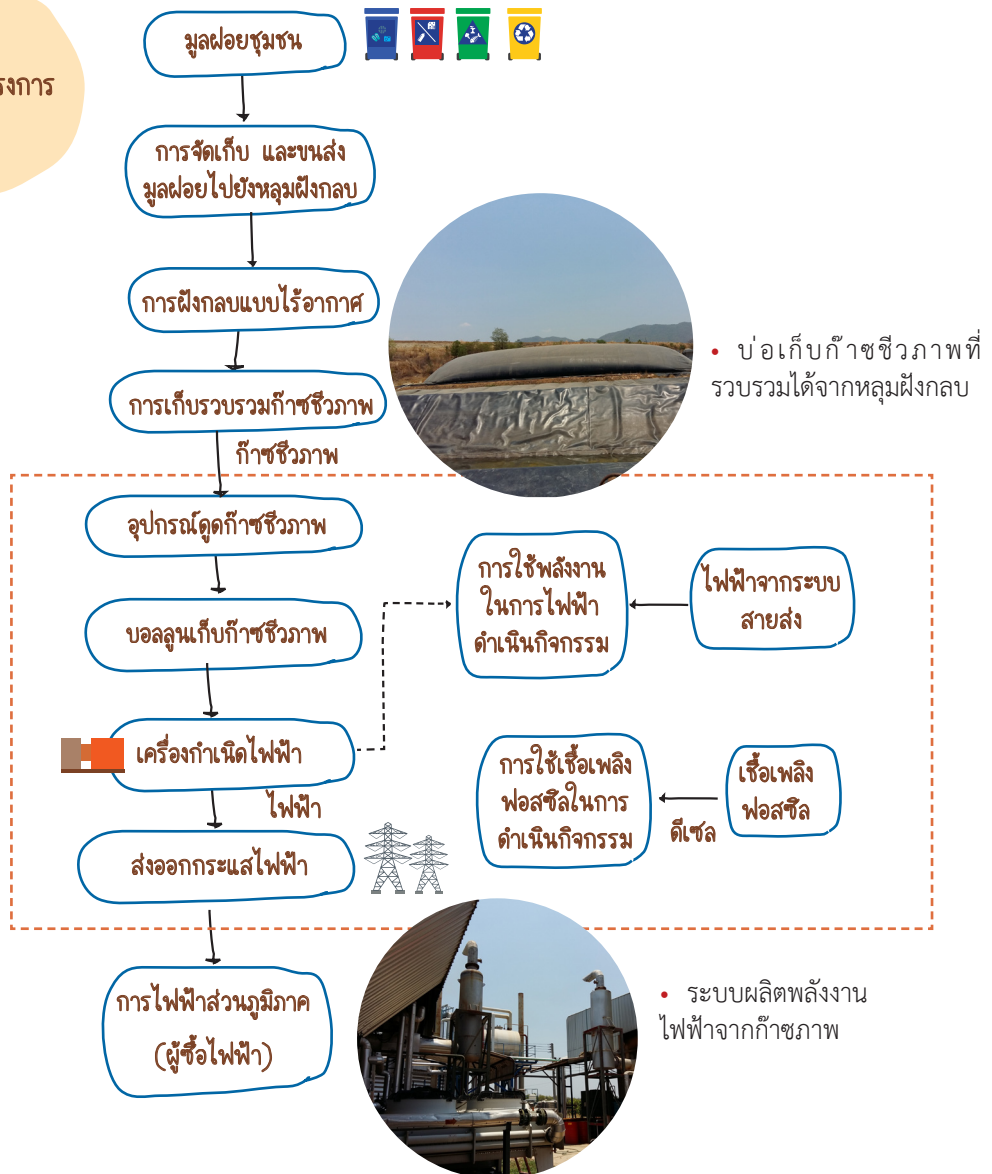 มูลฝอยชุมชน
รงการ
การจัดเก็บ และขนส่ง
มูลฝอยไปยังหลุมฝังกลบ
การฝังกลบแบบไร้อากาศ
การเก็บรวบรวมก๊าซชีวภาพ
• บ่อเก็บก๊าซชีวภาพที่
รวบรวมได้จากหลุมฝังกลบ
ก๊าซชีวภาพ
อุปกรณ์ดูดก๊าซชีวภาพ
บอลลูนเก็บก๊าซชีวภาพ
การใช้พลังงาน
ในการไฟฟ้า
ดำเนินกิจกรรม
ไฟฟ้าจากระบบ
สายส่ง
เครื่องกำเนิดไฟฟ้า
ไฟฟ้า
การใช้เชื้อเพลิง
ฟอสซิลในการ
ดำเนินกิจกรรม
ดีเซล
เชื้อเพลิง
ฟอสซิล
ส่งออกกระแสไฟฟ้า
การไฟฟ้าส่วนภูมิภาค
(ผู้ซื้อไฟฟ้า)
• ระบบผลิตพลังงาน
ไฟฟ้าจากก๊าซภาพ